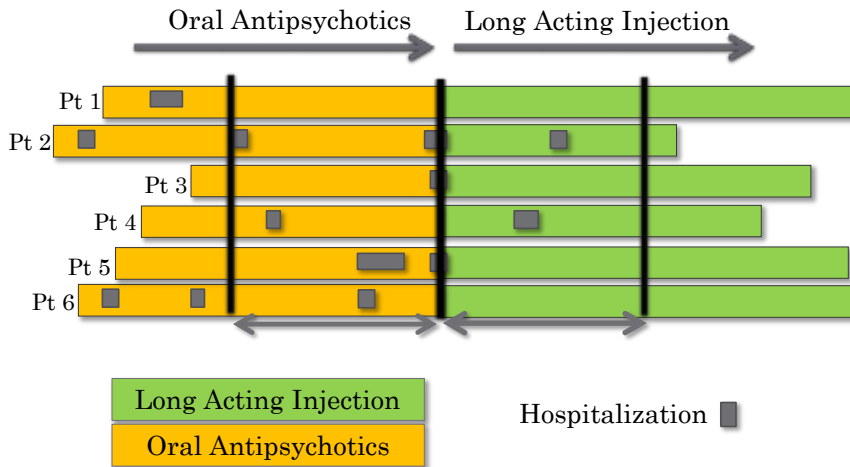 Oral Antipsychotics
Long Acting Injection
Pt 1
Pt 2
Pt 3
Pt 4
Pt 5
Pt 6
Long Acting Injection
Hospitalization
Oral Antipsychotics